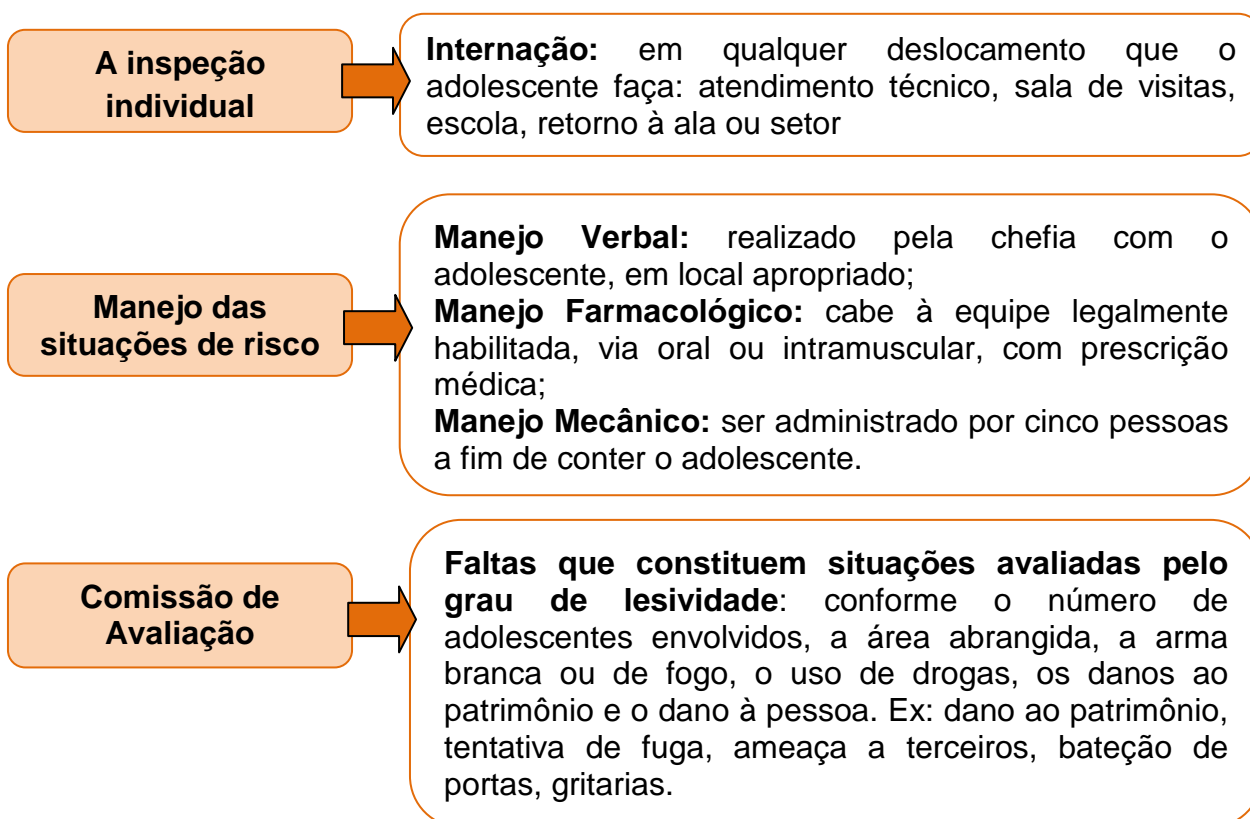 A inspeção
individual
Internação: em qualquer deslocamento que o
adolescente faça: atendimento técnico, sala de visitas,
escola, retorno à ala ou setor
Manejo das
situações de risco
Manejo Verbal: realizado pela chefia com o
adolescente, em local apropriado;
Manejo Farmacológico: cabe à equipe legalmente
habilitada, via oral ou intramuscular, com prescrição
médica;
Manejo Mecânico: ser administrado por cinco pessoas
a fim de conter o adolescente.
Comissão de
Avaliação
Faltas que constituem situações avaliadas pelo
grau de lesividade: conforme o número de
adolescentes envolvidos, a área abrangida, a arma
branca ou de fogo, o uso de drogas, os danos ao
patrimônio e o dano à pessoa. Ex: dano ao patrimônio,
tentativa de fuga, ameaça a terceiros, bateção de
portas, gritarias.